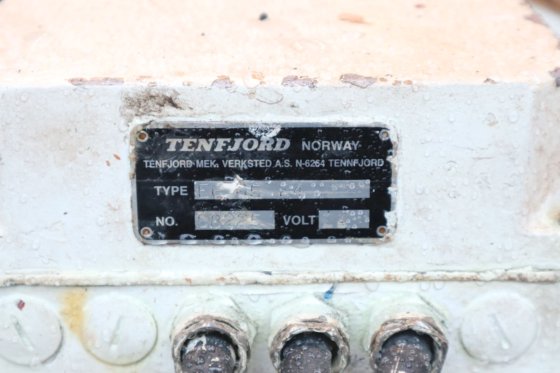 TENFJORD NORWAY
TENFJORD MEK. VERKSTED A.S. N-6264 TENNFJORD
TYPE
NO. VOLT